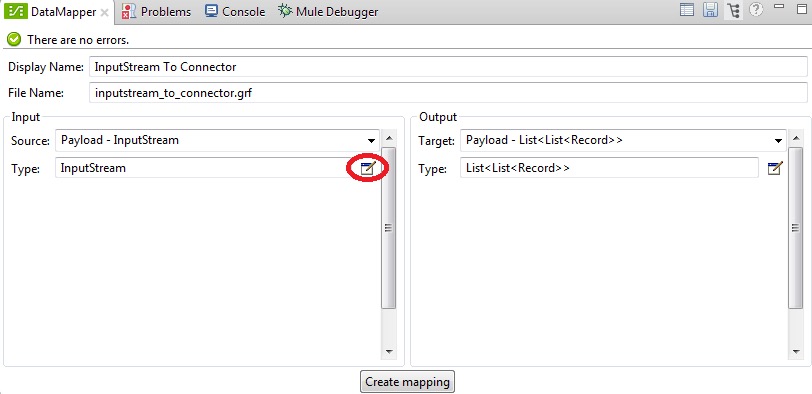 DataMapper Problems Console Mule Debugger
There are no errors.
Display Name: InputStream To Connector
File Name: inputstream_to_connector.grf
Input
Source: Payload - InputStream
Type: InputStream
Output
Target: Payload - List<List<Record>>
Type: List<List<Record>>
Create mapping